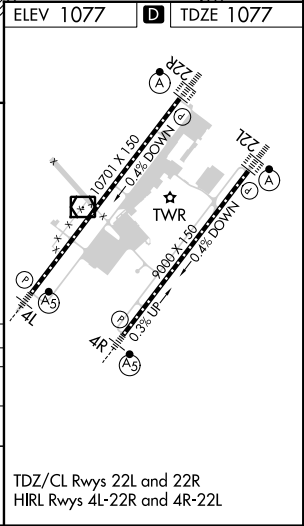 ELEV 1077 D TDZE 1077
A
22R
P
10701 X 150
0.4% DOWN
22L
A
P
TWR
0.4% DOWN
9000 X 150
0.3% UP
P
A5
4L
P
4R
A5
TDZ/CL Rwys 22L and 22R
HIRL Rwys 4L-22R and 4R-22L